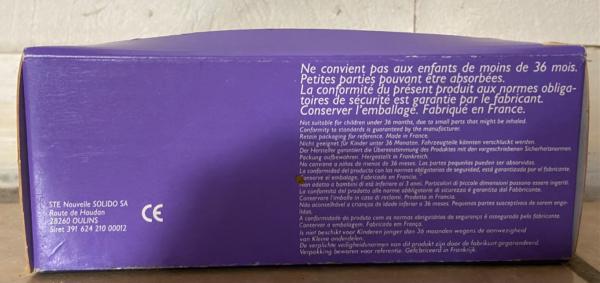 Ne convient pas aux enfants de moins de 36 mois.
Petites parties pouvant être absorbées.
La conformité du présent produit aux normes obliga-
toires de sécurité est garantie par le fabricant.
Conserver l'emballage. Fabriqué en France.
Not suitable for children under 36 months, due to small parts that might be inhaled.
Conformity to standards is guaranteed by the manufacturer.
Retain packaging for reference. Made in France.
Nicht geeignet für Kinder unter 36 Monaten. Fahrzeugteile könnten verschluckt werden.
Der Hersteller garantiert die Übereinstimmung des Produktes mit den vorgeschriebenen Sicherheitsnormen.
Packung aufbewahren. Hergestellt in Frankreich.
No conviene a niños de menos de 36 meses. Las partes pequeñas pueden ser absorvidas.
La conformidad del producto con las normas obligatorias de seguridad, está garantizada por el fabricante.
Conserve el embalage. Fabricado en Francia.
Non adatto a bambini di età inferiore ai 3 anni. Particolari di piccole dimensioni possono essere ingeriti.
La conformità del prodotto alle norme obbligatorie di sicurezza è garantita dal Fabbricante.
Conservare l'imballo in caso di reclami. Prodotto in Francia.
Não aconselhável a crianças de idade inferior a 36 meses. Pequenas partes susceptíveis de serem enge-
lidas.
A conformidade do produto com as normas obrigatórias de segurança é assegurada pelo fabricante.
Conservar a embalagem. Fabricado em França.
Is niet beschikt voor Kinderen jonger dan 36 maanden wegens de aanwezigheid
van Kleine onderdelen.
De verplichte veiligheidsnormen van dit produkt zijn door de fabrikant gegarandeerd.
Verpakking bewaren voor referentie. Gefabriceerd in Frankrijk.
STE Nouvelle SOLIDO SA
Route de Houdan
28260 OULINS
Siret 391 624 210 00012
CE